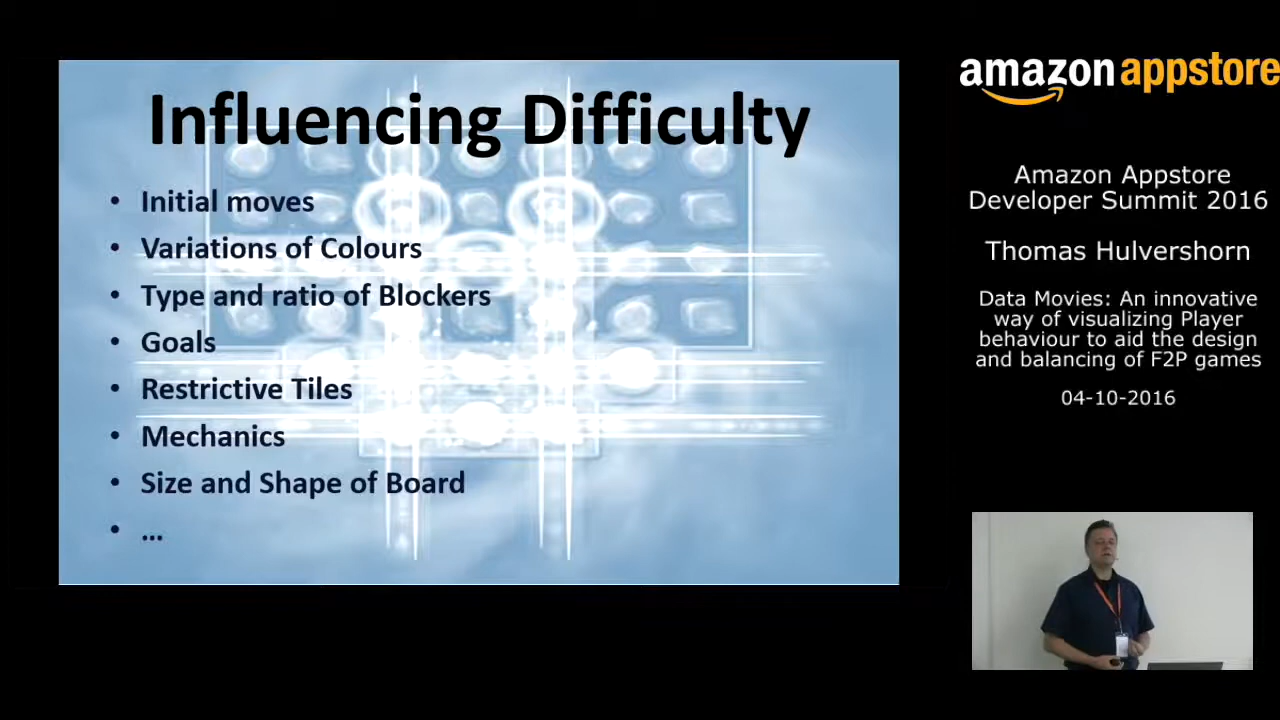 Influencing Difficulty
• Initial moves
• Variations of Colours
• Type and ratio of Blockers
• Goals
• Restrictive Tiles
• Mechanics
• Size and Shape of Board
• ...
amazon appstore
Amazon Appstore
Developer Summit 2016
Thomas Hulvershorn
Data Movies: An innovative
way of visualizing Player
behaviour to aid the design
and balancing of F2P games
04-10-2016